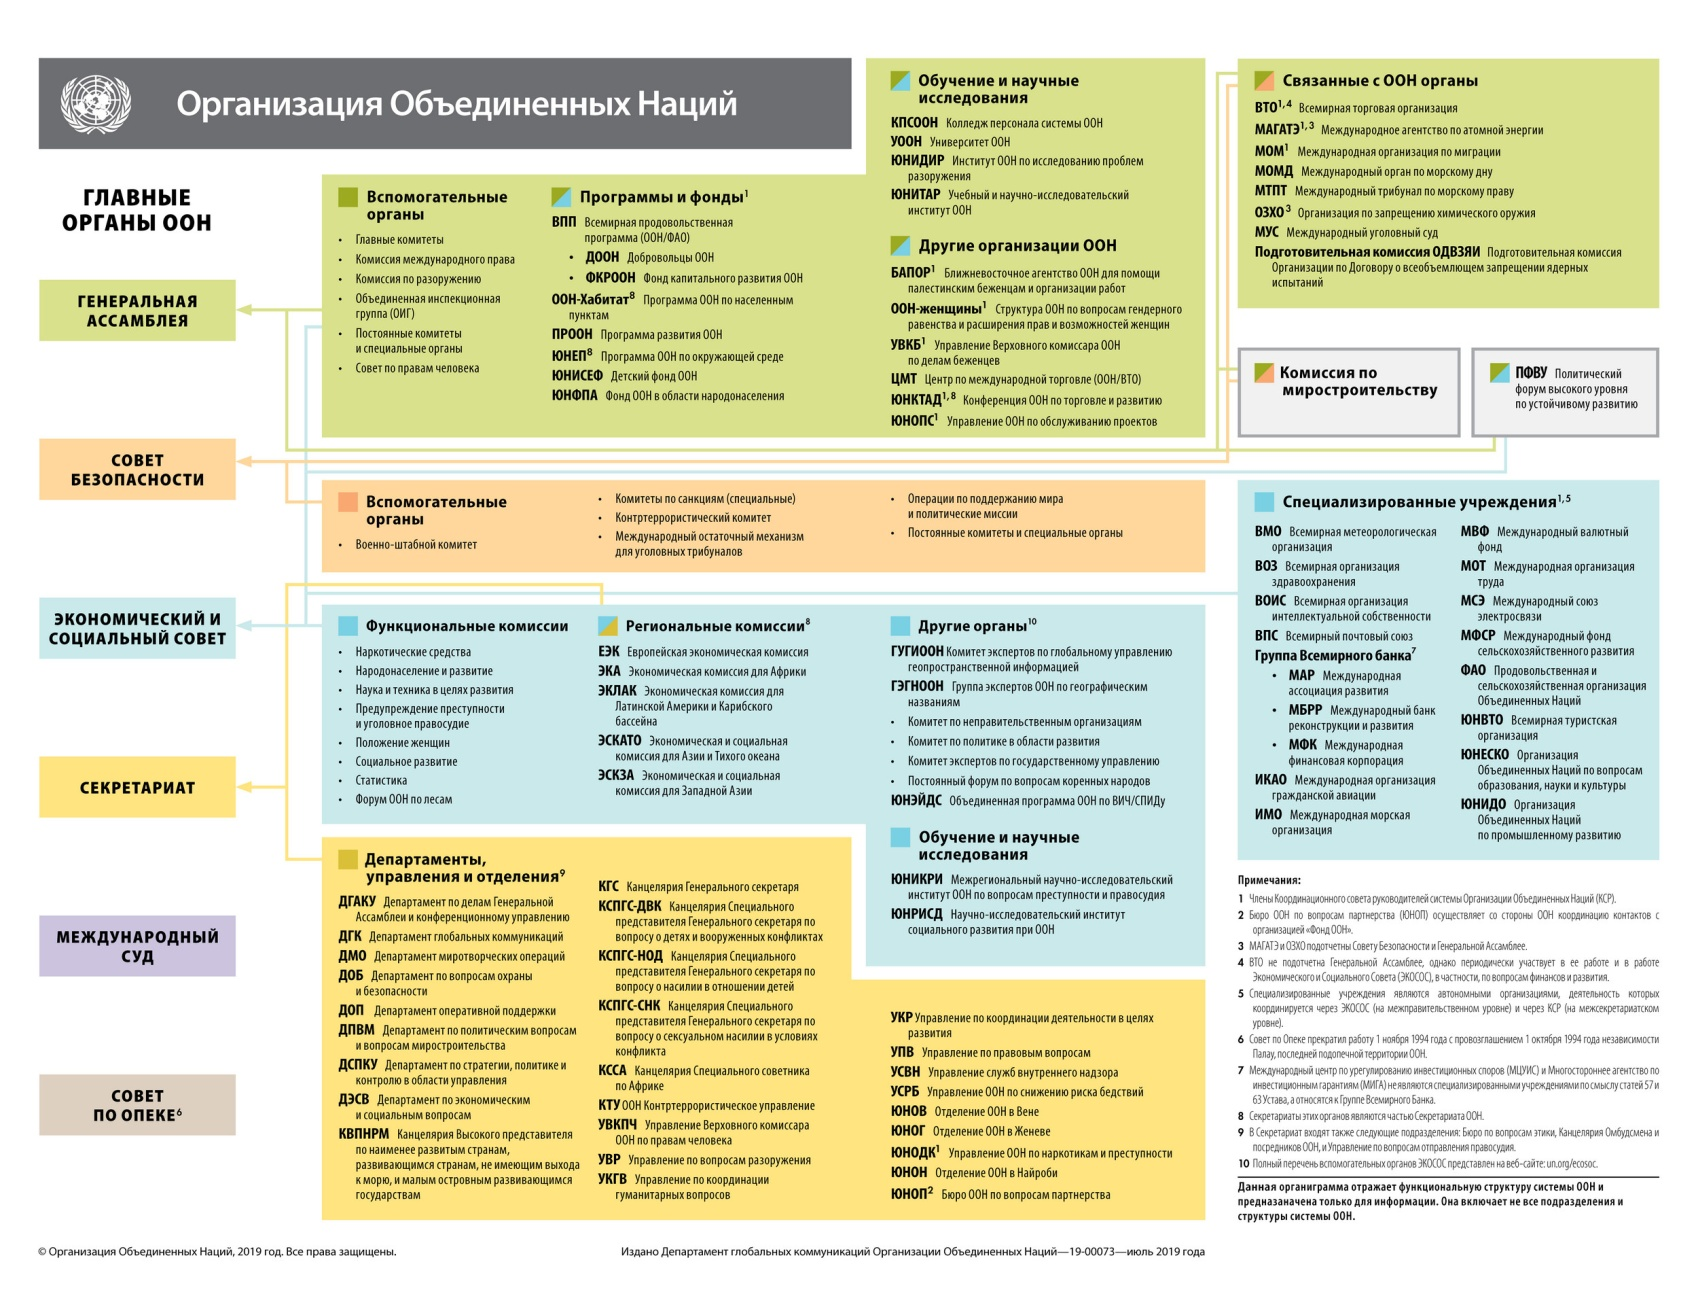 Организация Объединенных Наций
ГЛАВНЫЕ
ОРГАНЫ ООН
ГЕНЕРАЛЬНАЯ
АССАМБЛЕЯ
СОВЕТ
БЕЗОПАСНОСТИ
ЭКОНОМИЧЕСКИЙ И
СОЦИАЛЬНЫЙ СОВЕТ
СЕКРЕТАРИАТ
МЕЖДУНАРОДНЫЙ
СУД
СОВЕТ
ПО ОПЕКЕ6
Вспомогательные
органы
• Главные комитеты
• Комиссия международного права
• Комиссия по разоружению
• Объединенная инспекционная
группа (ОИГ)
• Постоянные комитеты
и специальные органы
• Совет по правам человека
Программы и фонды1
ВПП Всемирная продовольственная
программа (ООН/ФАО)
• ДООН Добровольцы ООН
• ФКРООН Фонд капитального развития ООН
ООН-Хабитат8 Программа ООН по населенным
пунктам
ПРООН Программа развития ООН
ЮНЕП8 Программа ООН по окружающей среде
ЮНИСЕФ Детский фонд ООН
ЮНФПА Фонд ООН в области народонаселения
Обучение и научные
исследования
КПСООН Колледж персонала системы ООН
УООН Университет ООН
ЮНИДИР Институт ООН по исследованию проблем
разоружения
ЮНИТАР Учебный и научно-исследовательский
институт ООН
Другие организации ООН
БАПОР1 Ближневосточное агентство ООН для помощи
палестинским беженцам и организации работ
ООН-женщины1 Структура ООН по вопросам гендерного
равенства и расширения прав и возможностей женщин
УВКБ1 Управление Верховного комиссара ООН
по делам беженцев
ЦМТ Центр по международной торговле (ООН/ВТО)
ЮНКТАД1,8 Конференция ООН по торговле и развитию
ЮНОПС1 Управление ООН по обслуживанию проектов
Связанные с ООН органы
ВТО1,4 Всемирная торговая организация
МАГАТЭ1,3 Международное агентство по атомной энергии
МОМ1 Международная организация по миграции
МОМД Международный орган по морскому дну
МТПТ Международный трибунал по морскому праву
ОЗХО3 Организация по запрещению химического оружия
МУС Международный уголовный суд
Подготовительная комиссия ОДВЗЯИ Подготовительная комиссия
Организации по Договору о всеобъемлющем запрещении ядерных
испытаний
Комиссия по
миростроительству
ПФВУ Политический
форум высокого уровня
по устойчивому развитию
Вспомогательные
органы
• Военно-штабной комитет
• Комитеты по санкциям (специальные)
• Контртеррористический комитет
• Международный остаточный механизм
для уголовных трибуналов
• Операции по поддержанию мира
и политические миссии
• Постоянные комитеты и специальные органы
Функциональные комиссии
• Наркотические средства
• Народонаселение и развитие
• Наука и техника в целях развития
• Предупреждение преступности
и уголовное правосудие
• Положение женщин
• Социальное развитие
• Статистика
• Форум ООН по лесам
Региональные комиссии8
ЕЭК Европейская экономическая комиссия
ЭКА Экономическая комиссия для Африки
ЭКЛАК Экономическая комиссия для
Латинской Америки и Карибского
бассейна
ЭСКАТО Экономическая и социальная
комиссия для Азии и Тихого океана
ЭСКЗА Экономическая и социальная
комиссия для Западной Азии
Другие органы10
ГУГИООН Комитет экспертов по глобальному управлению
геопространственной информацией
ГЭГНООН Группа экспертов ООН по географическим
названиям
• Комитет по неправительственным организациям
• Комитет по политике в области развития
• Комитет экспертов по государственному управлению
• Постоянный форум по вопросам коренных народов
ЮНЭЙДС Объединенная программа ООН по ВИЧ/СПИДу
Обучение и научные
исследования
ЮНИКРИ Межрегиональный научно-исследовательский
институт ООН по вопросам преступности и правосудия
ЮНРИСД Научно-исследовательский институт
социального развития при ООН
Специализированные учреждения1,5
ВМО Всемирная метеорологическая
организация
ВОЗ Всемирная организация
здравоохранения
ВОИС Всемирная организация
интеллектуальной собственности
ВПС Всемирный почтовый союз
Группа Всемирного банка7
• МАР Международная
ассоциация развития
• МБРР Международный банк
реконструкции и развития
• МФК Международная
финансовая корпорация
ИКАО Международная организация
гражданской авиации
ИМО Международная морская
организация
МВФ Международный валютный
фонд
МОТ Международная организация
труда
МСЭ Международный союз
электросвязи
МФСР Международный фонд
сельскохозяйственного развития
ФАО Продовольственная и
сельскохозяйственная организация
Объединенных Наций
ЮНВТО Всемирная туристская
организация
ЮНЕСКО Организация
Объединенных Наций по вопросам
образования, науки и культуры
ЮНИДО Организация
Объединенных Наций
по промышленному развитию
Департаменты,
управления и отделения9
ДГАКУ Департамент по делам Генеральной
Ассамблеи и конференционному управлению
ДГК Департамент глобальных коммуникаций
ДМО Департамент миротворческих операций
ДОБ Департамент по вопросам охраны
и безопасности
ДОП Департамент оперативной поддержки
ДПВМ Департамент по политическим вопросам
и вопросам миростроительства
ДСПКУ Департамент по стратегии, политике и
контролю в области управления
ДЭСВ Департамент по экономическим
и социальным вопросам
КВПНРМ Канцелярия Высокого представителя
по наименее развитым странам,
развивающимся странам, не имеющим выхода
к морю, и малым островным развивающимся
государствам
КГС Канцелярия Генерального секретаря
КСПГС-ДВК Канцелярия Специального
представителя Генерального секретаря по
вопросу о детях и вооруженных конфликтах
КСПГС-НОД Канцелярия Специального
представителя Генерального секретаря по
вопросу о насилии в отношении детей
КСПГС-СНК Канцелярия Специального
представителя Генерального секретаря по
вопросу о сексуальном насилии в условиях
конфликта
КССА Канцелярия Специального советника
по Африке
КТУ ООН Контртеррористическое управление
УВКПЧ Управление Верховного комиссара
ООН по правам человека
УВР Управление по вопросам разоружения
УКГВ Управление по координации
гуманитарных вопросов
УКР Управление по координации деятельности в целях
развития
УПВ Управление по правовым вопросам
УСВН Управление служб внутреннего надзора
УСРБ Управление ООН по снижению риска бедствий
ЮНОВ Отделение ООН в Вене
ЮНОГ Отделение ООН в Женеве
ЮНОДК1 Управление ООН по наркотикам и преступности
ЮНОН Отделение ООН в Найроби
ЮНОП2 Бюро ООН по вопросам партнерства
Примечания:
1 Члены Координационного совета руководителей системы Организации Объединенных Наций (КСР).
2 Бюро ООН по вопросам партнерства (ЮНОП) осуществляет со стороны ООН координацию контактов с
организацией «Фонд ООН».
3 МАГАТЭ и ОЗХО подотчетны Совету Безопасности и Генеральной Ассамблее.
4 ВТО не подотчетна Генеральной Ассамблее, однако периодически участвует в ее работе и в работе
Экономического и Социального Совета (ЭКОСОС), в частности, по вопросам финансов и развития.
5 Специализированные учреждения являются автономными организациями, деятельность которых
координируется через ЭКОСОС (на межправительственном уровне) и через КСР (на межсекретариатском
уровне).
6 Совет по Опеке прекратил работу 1 ноября 1994 года с провозглашением 1 октября 1994 года независимости
Палау, последней подопечной территории ООН.
7 Международный центр по урегулированию инвестиционных споров (МЦУИС) и Многостороннее агентство по
инвестиционным гарантиям (МИГА) не являются специализированными учреждениями по смыслу статей 57 и
63 Устава, а относятся к Группе Всемирного Банка.
8 Секретариаты этих органов являются частью Секретариата ООН.
9 В Секретариат входят также следующие подразделения: Бюро по вопросам этики, Канцелярия Омбудсмена и
посредников ООН, и Управление по вопросам отправления правосудия.
10 Полный перечень вспомогательных органов ЭКОСОС представлен на веб-сайте: un.org/ecosoc.
Данная органиграмма отражает функциональную структуру системы ООН и
предназаначена только для информации. Она включает не все подразделения и
структуры системы ООН.
© Организация Объединенных Наций, 2019 год. Все права защищены.
Издано Департамент глобальных коммуникаций Организации Объединенных Наций—19-00073—июль 2019 года